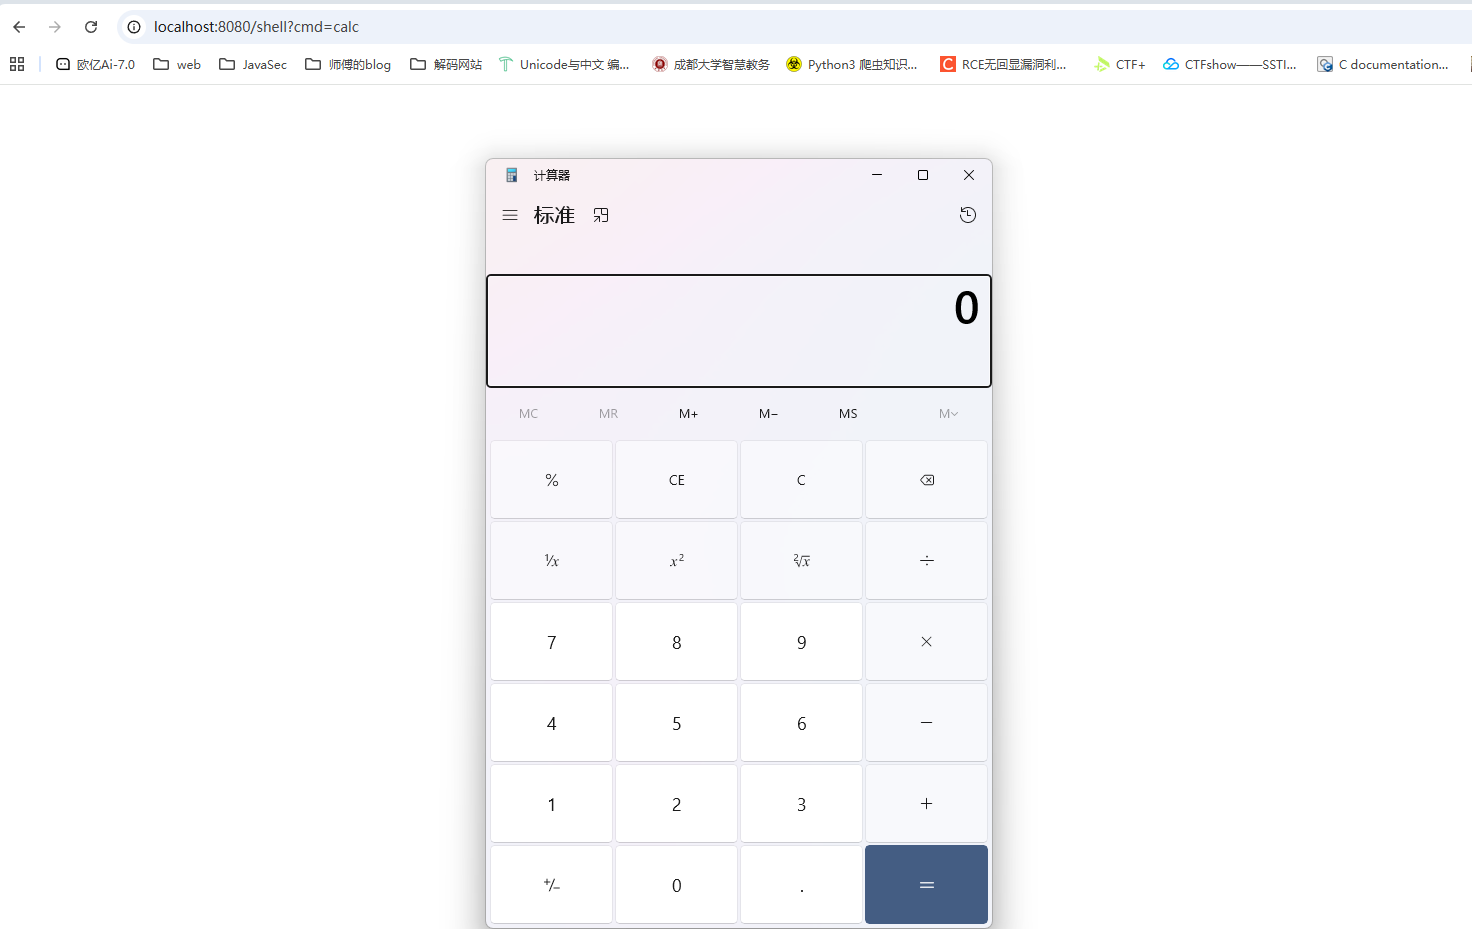 localhost:8080/shell?cmd=calc
欧亿Ai-7.0 web JavaSec 师傅的blog 解码网站 Unicode与中文 编... 成都大学智慧教务 Python3 爬虫知识... RCE无回显漏洞利... CTF+ CTFshow——SSTI... C documentation...
计算器
标准
0
MC MR M+ M− MS M
% CE C
¹⁄x x² ²√x ÷
7 8 9 ×
4 5 6 −
1 2 3 +
+/− 0 . =